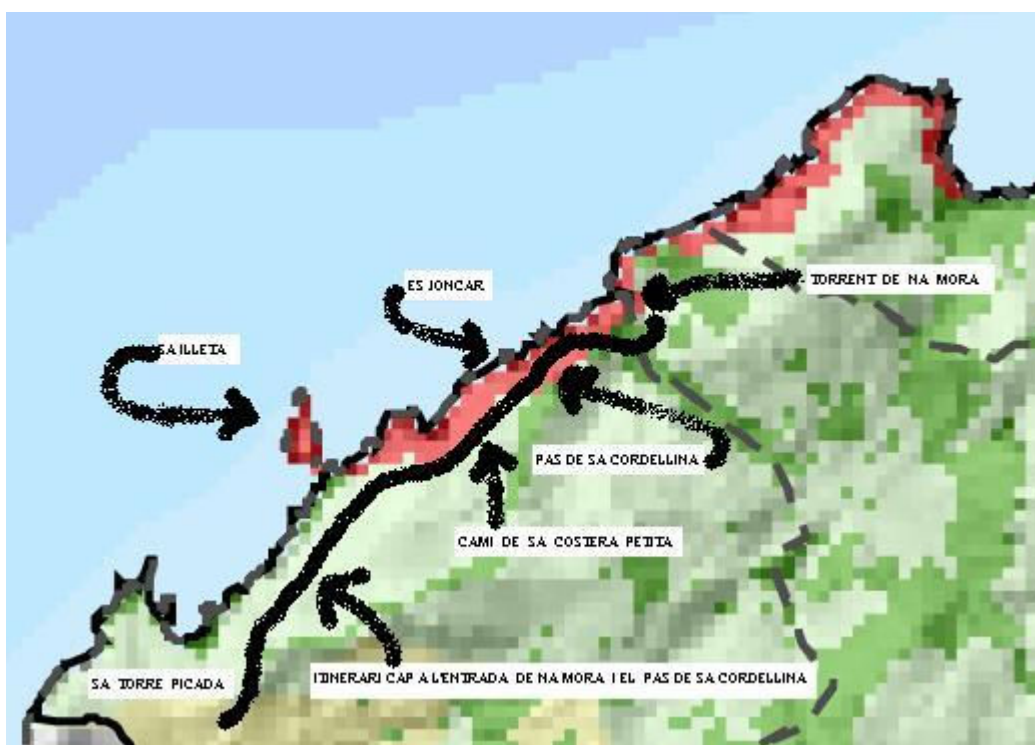 ES JONCAR
TORRENT DE NA MORA
SA ILLETA
PAS DE SA CORDELLINA
CAMI DE SA COSTERA PETITA
SA TORRE PICADA
ITINERARI CAP A L'ENTRADA DE NA MORA I EL PAS DE SA CORDELLINA